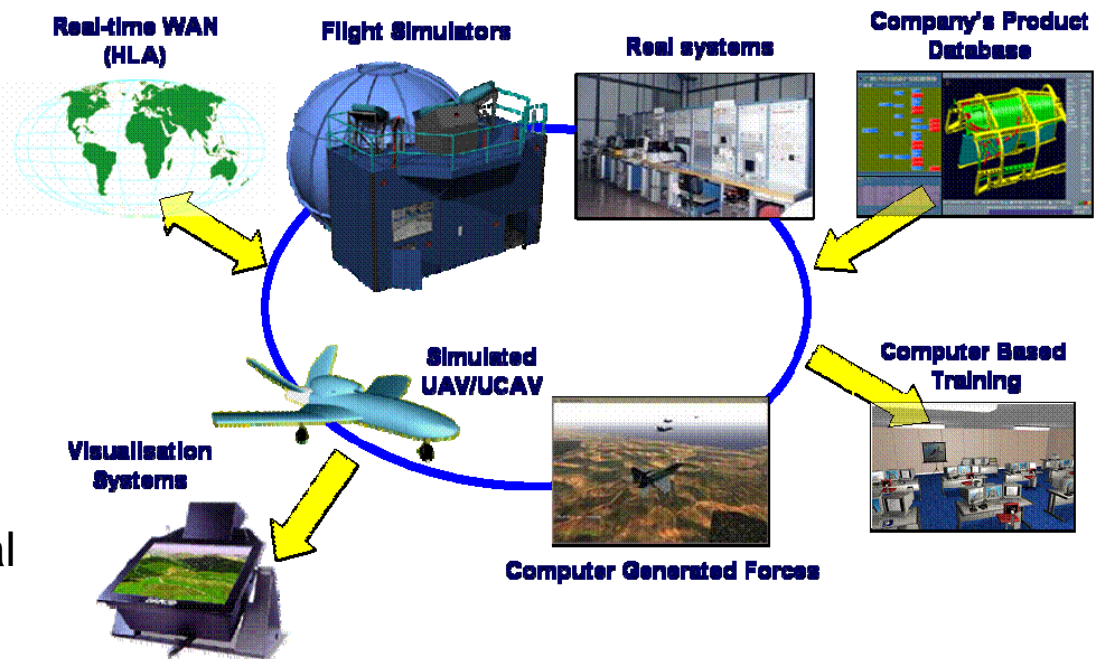 Real-time WAN
(HLA)
Flight Simulators
Real systems
Company's Product
Database
Simulated
UAV/UCAV
Computer Based
Training
Visualisation
Systems
al
Computer Generated Forces